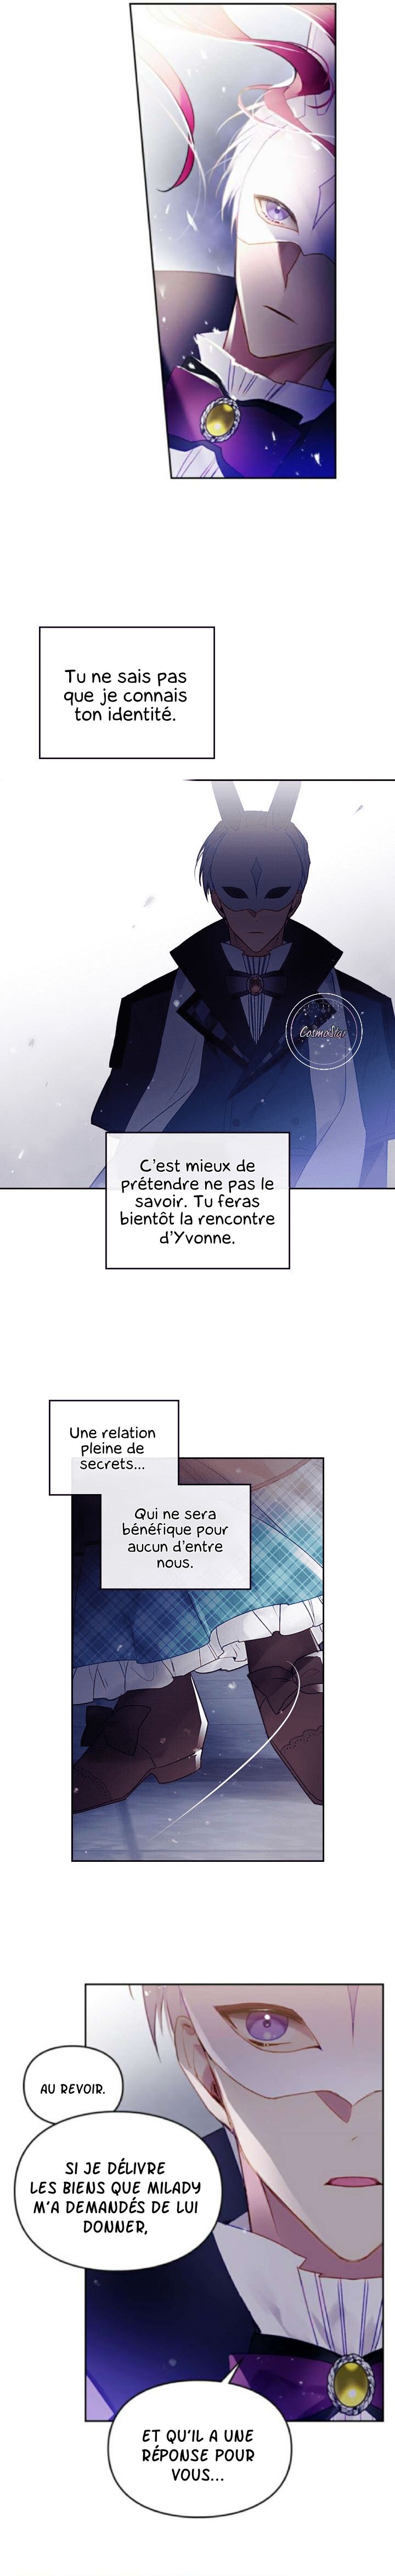 Tu ne sais pas
que je connais
ton identité.
CosmoStar
C'est mieux de
prétendre ne pas le
savoir. Tu feras
bientôt la rencontre
d'Yvonne.
Une relation
pleine de
secrets...
Qui ne sera
bénéfique pour
aucun d'entre
nous.
AU REVOIR.
SI JE DÉLIVRE
LES BIENS QUE MILADY
M'A DEMANDÉS DE LUI
DONNER,
ET QU'IL A UNE
RÉPONSE POUR
VOUS...